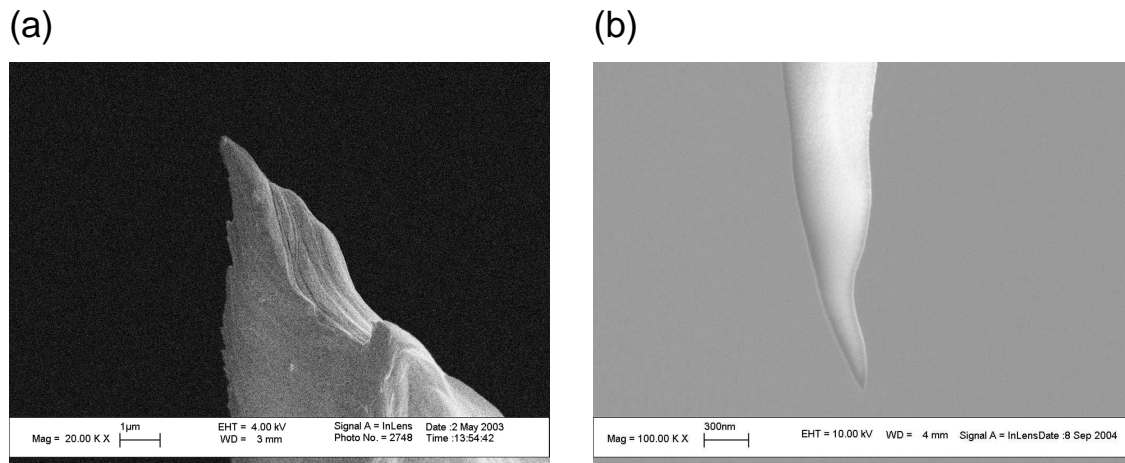 (a)
(b)
Mag = 20.00 K X
1µm
EHT = 4.00 kV
WD = 3 mm
Signal A = InLens
Photo No. = 2748
Date :2 May 2003
Time :13:54:42
Mag = 100.00 K X
300nm
EHT = 10.00 kV
WD = 4 mm
Signal A = InLensDate :8 Sep 2004